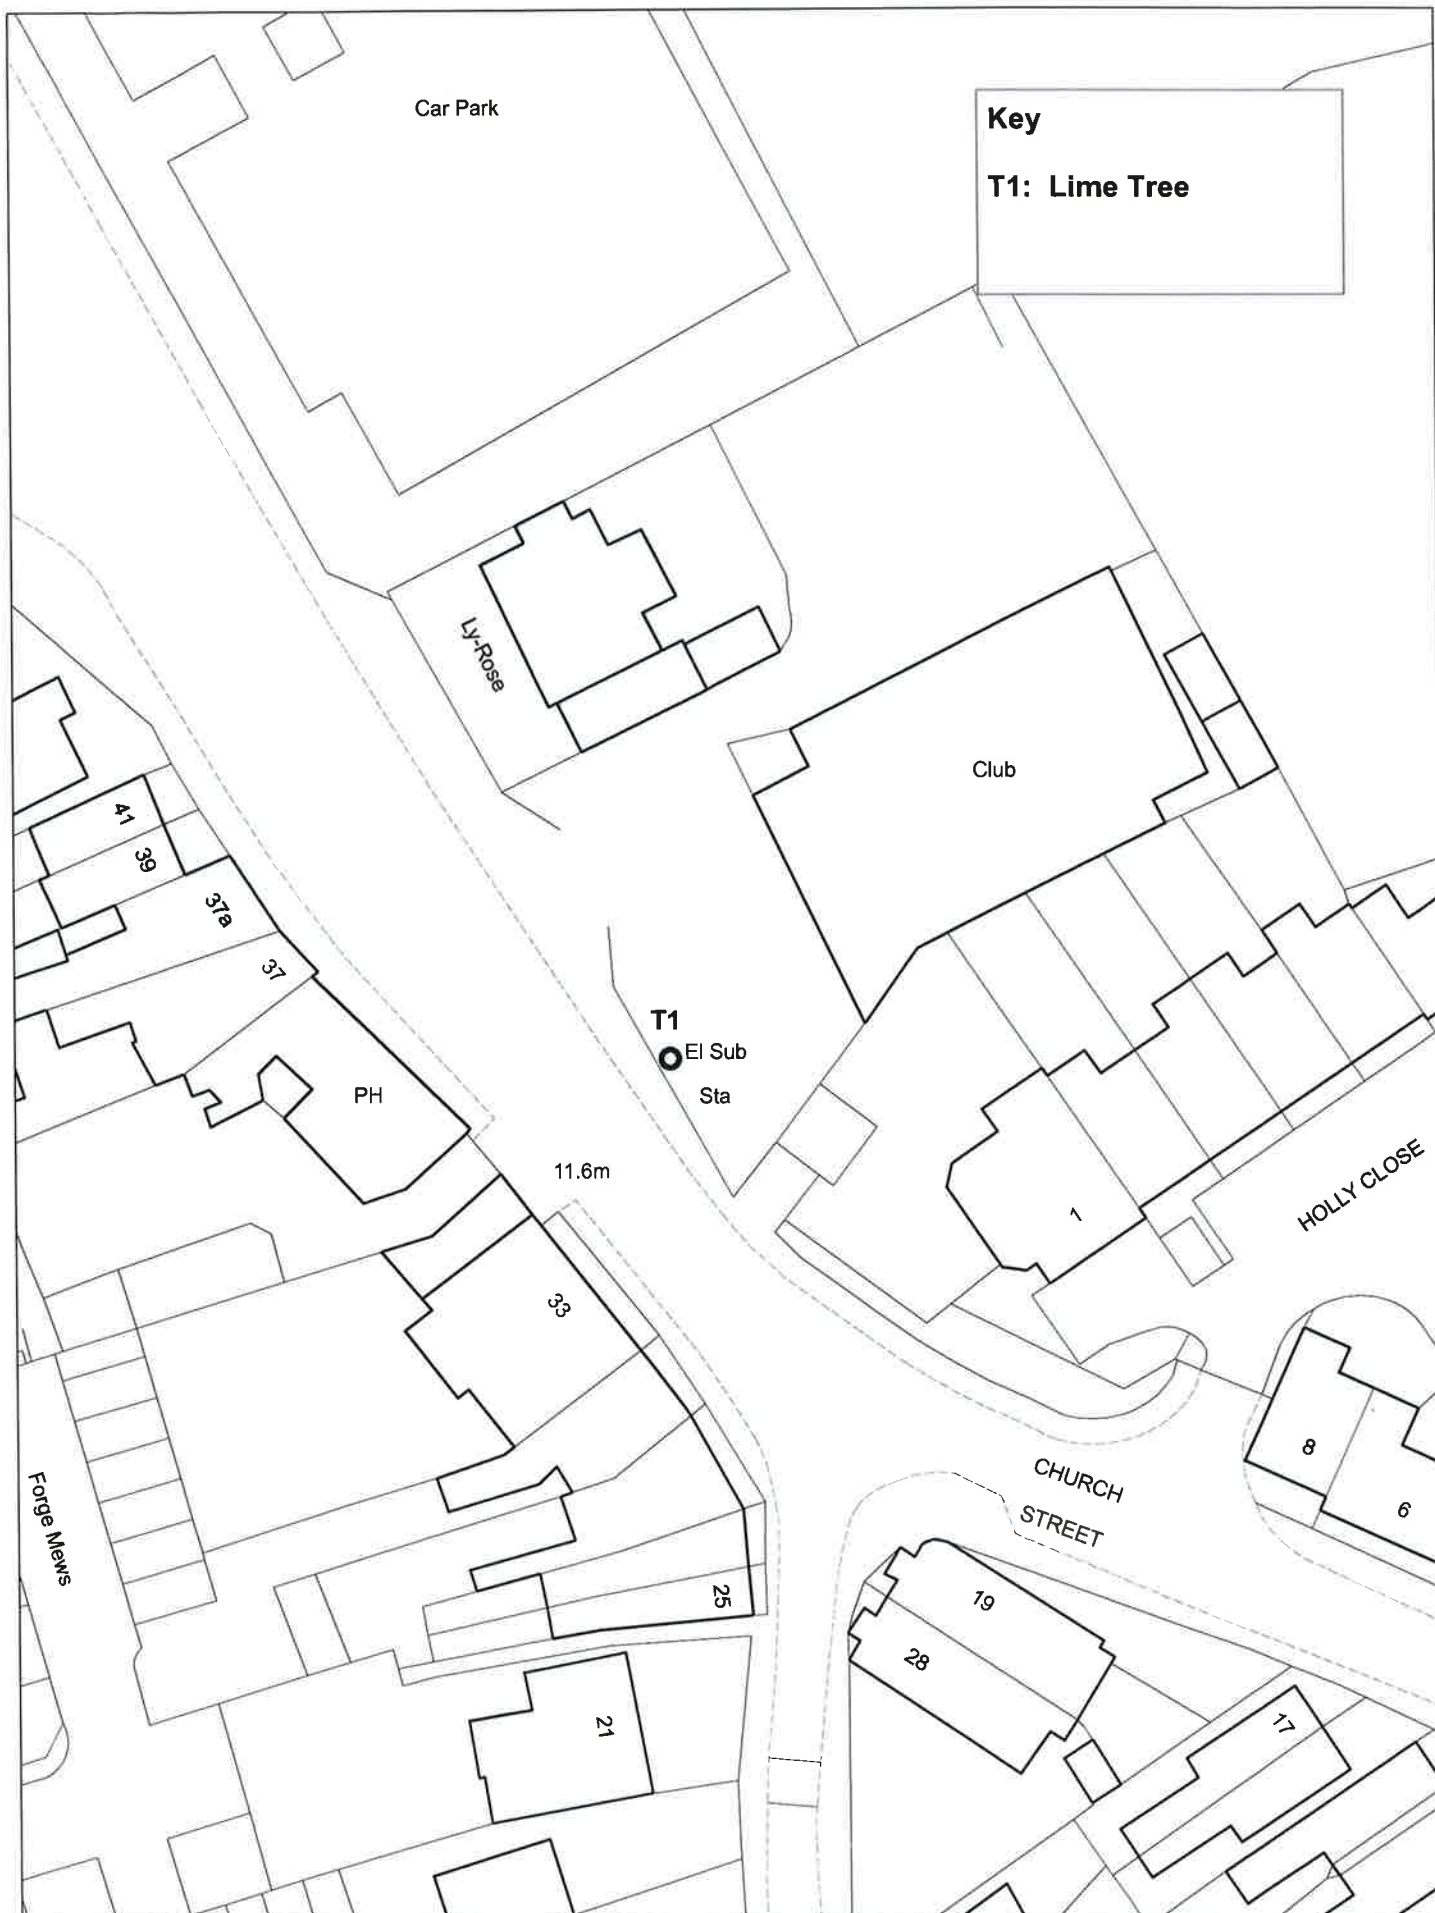 Car Park
Key
T1: Lime Tree
Ly-Rose
Club
41
39
37a
37
T1
El Sub
Sta
PH
11.6m
1
HOLLY CLOSE
33
8
6
CHURCH
STREET
Forge Mews
25
19
28
21
17